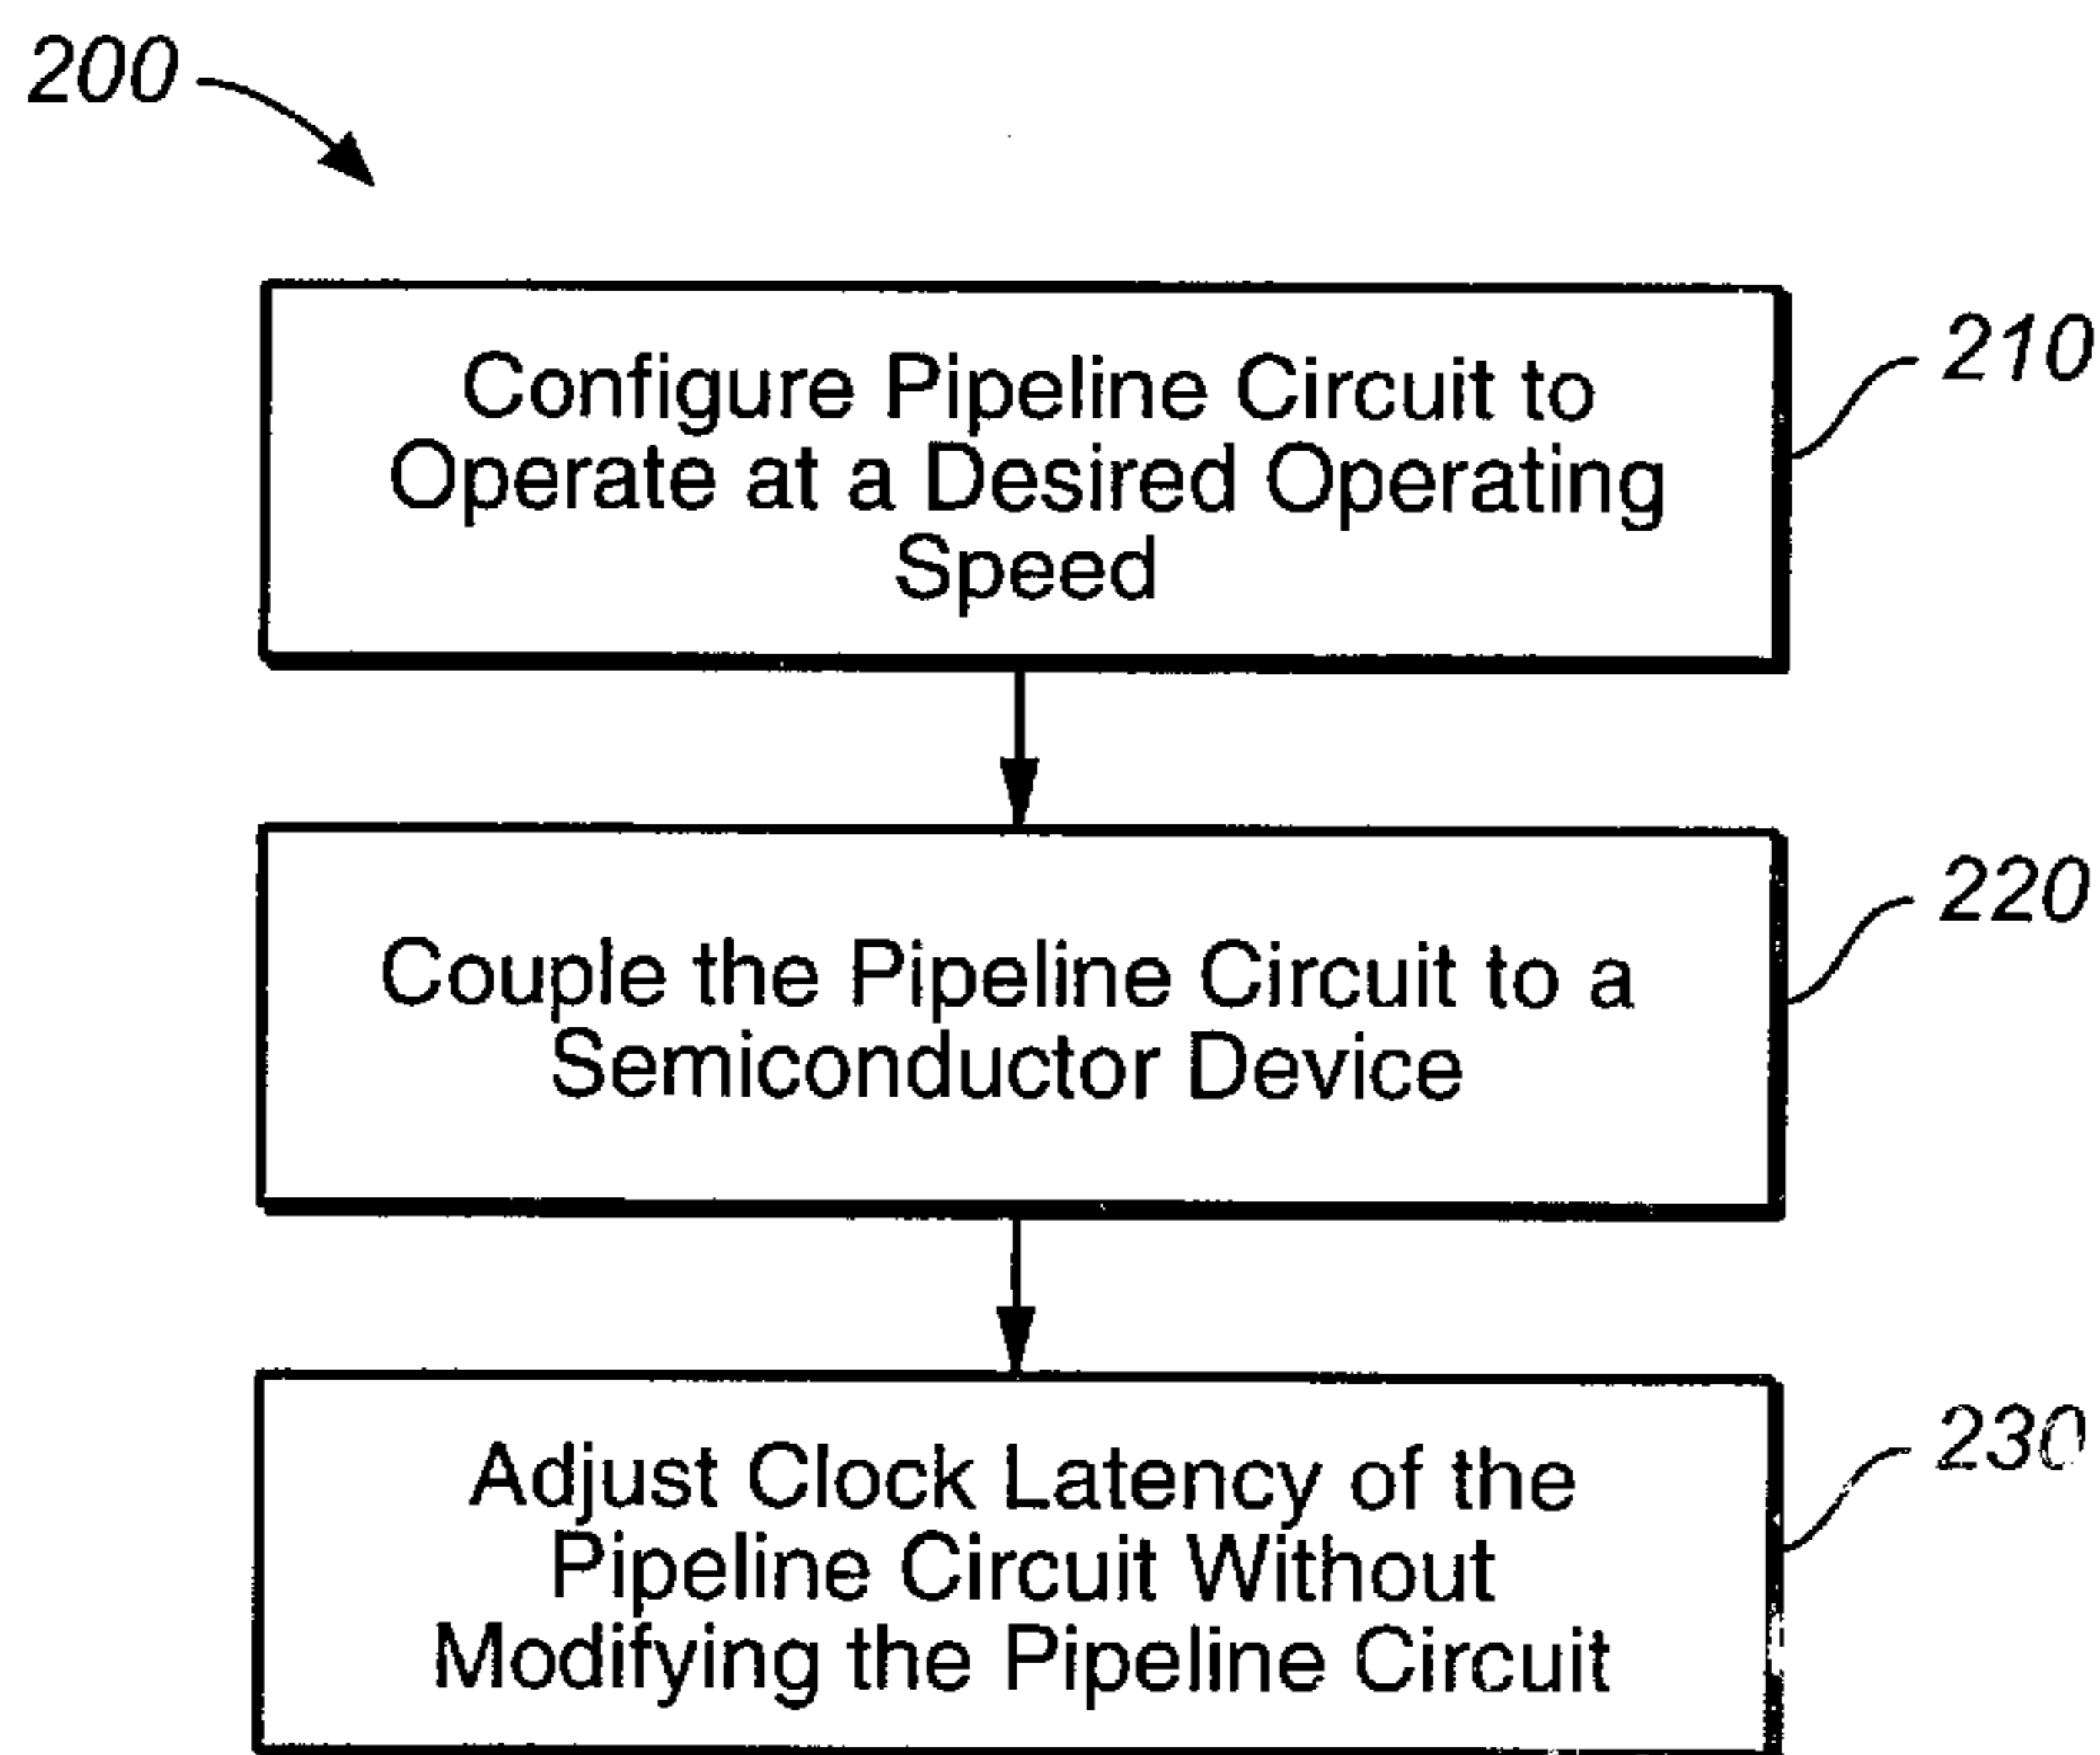 200
Configure Pipeline Circuit to
Operate at a Desired Operating
Speed
210
Couple the Pipeline Circuit to a
Semiconductor Device
220
Adjust Clock Latency of the
Pipeline Circuit Without
Modifying the Pipeline Circuit
230